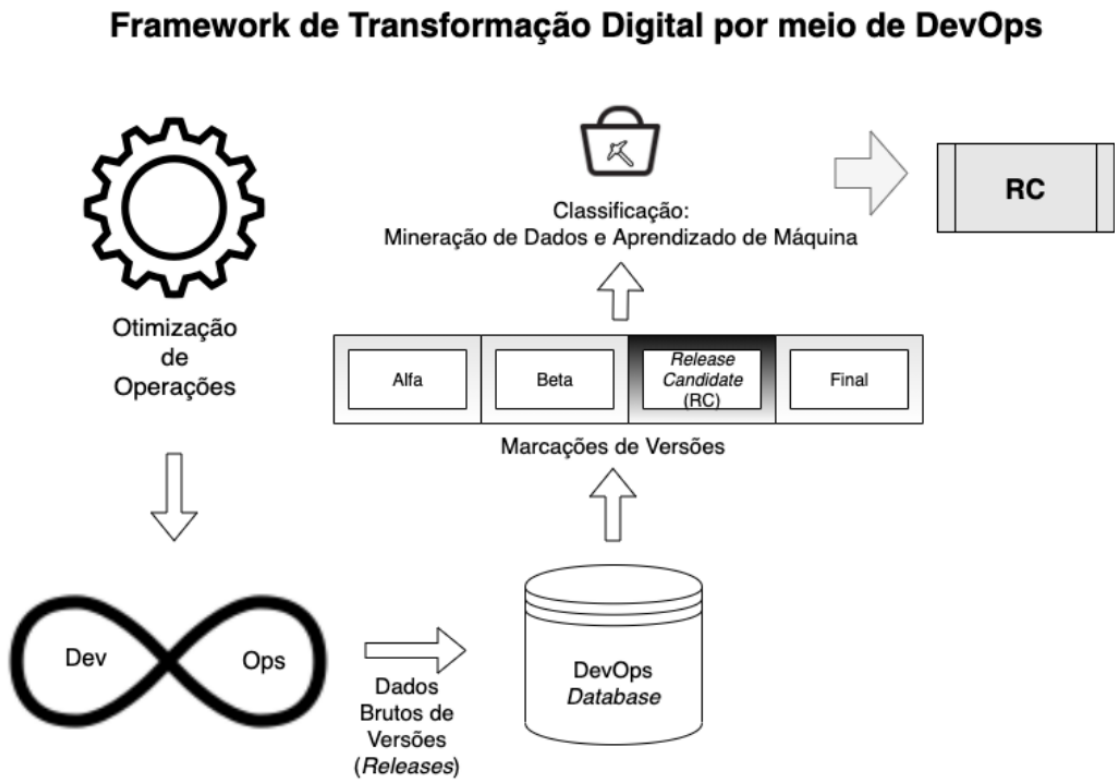 Framework de Transformação Digital por meio de DevOps
Otimização
de
Operações
Dev
Ops
Dados
Brutos de
Versões
(Releases)
DevOps
Database
Marcações de Versões
Alfa
Beta
Release
Candidate
(RC)
Final
Classificação:
Mineração de Dados e Aprendizado de Máquina
RC